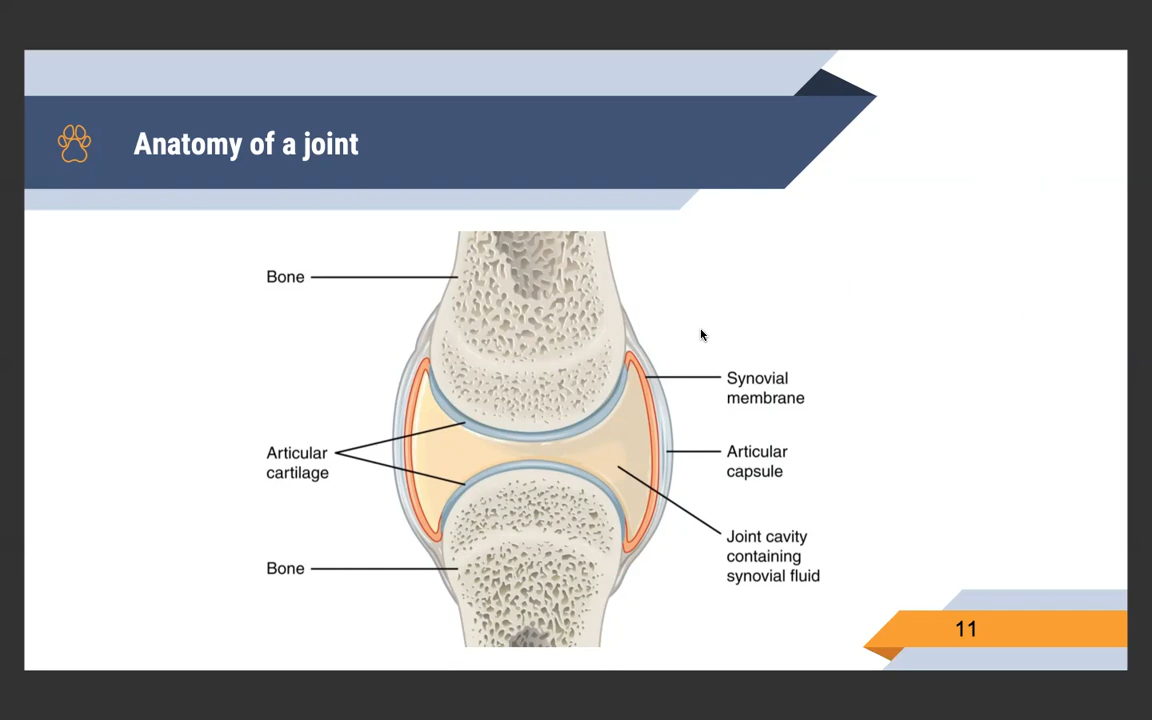 Anatomy of a joint
Bone
Synovial
membrane
Articular
cartilage
Articular
capsule
Joint cavity
containing
synovial fluid
Bone
11